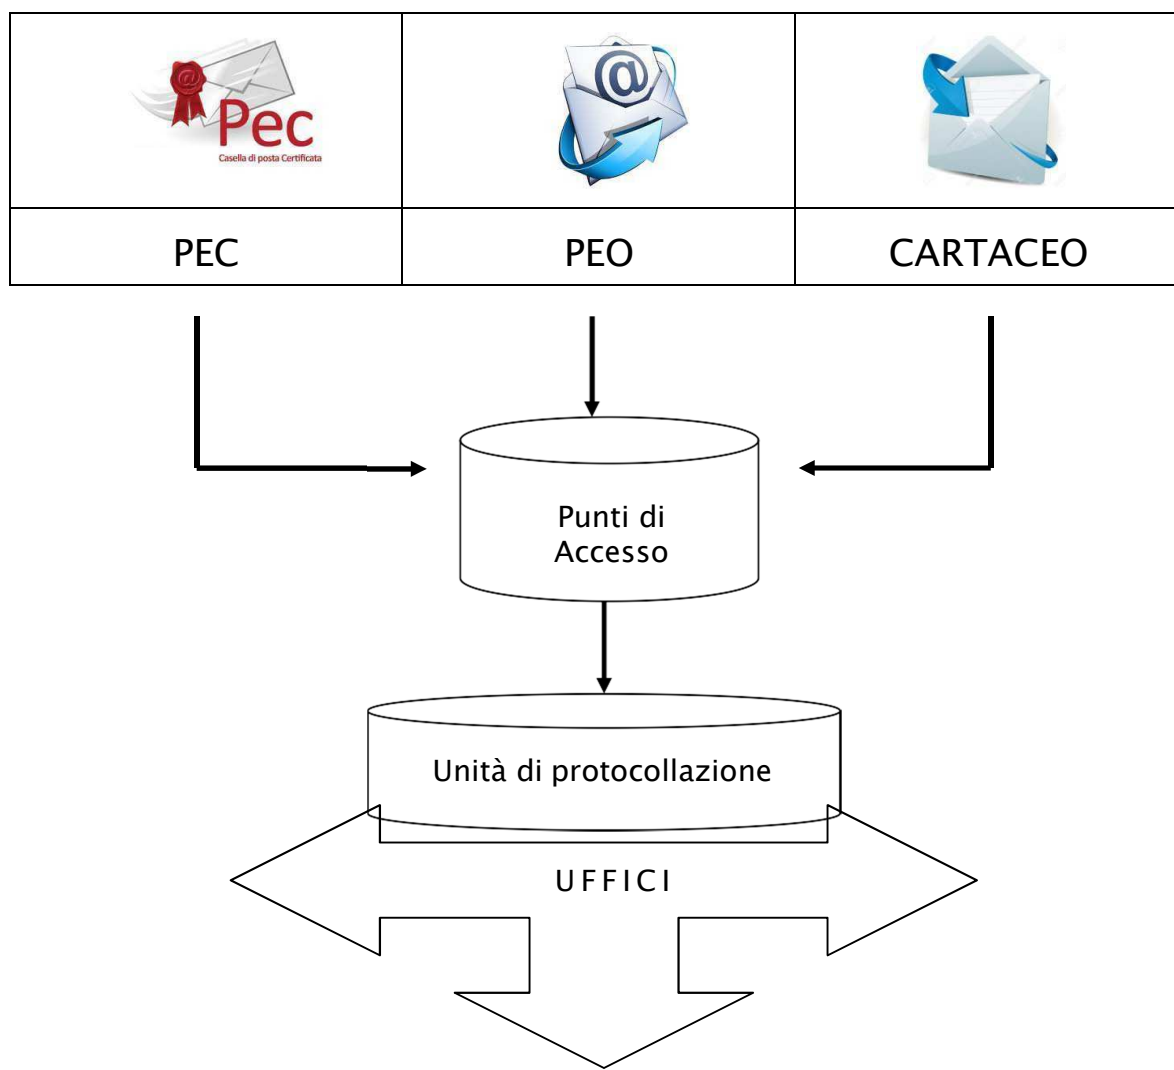 Pec
Casella di posta Certificata
@
PEC
PEO
CARTACEO
Punti di
Accesso
Unità di protocollazione
UFFICI